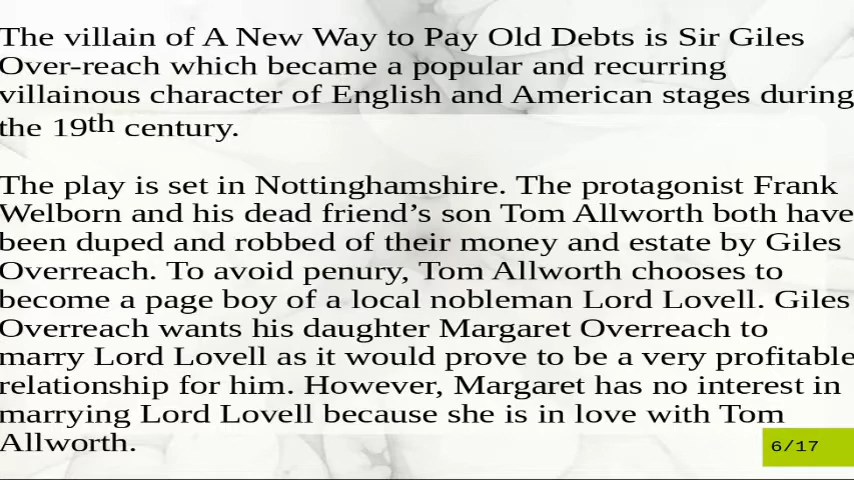 The villain of A New Way to Pay Old Debts is Sir Giles
Over-reach which became a popular and recurring
villainous character of English and American stages during
the 19th century.
The play is set in Nottinghamshire. The protagonist Frank
Welborn and his dead friend’s son Tom Allworth both have
been duped and robbed of their money and estate by Giles
Overreach. To avoid penury, Tom Allworth chooses to
become a page boy of a local nobleman Lord Lovell. Giles
Overreach wants his daughter Margaret Overreach to
marry Lord Lovell as it would prove to be a very profitable
relationship for him. However, Margaret has no interest in
marrying Lord Lovell because she is in love with Tom
Allworth.
6/17